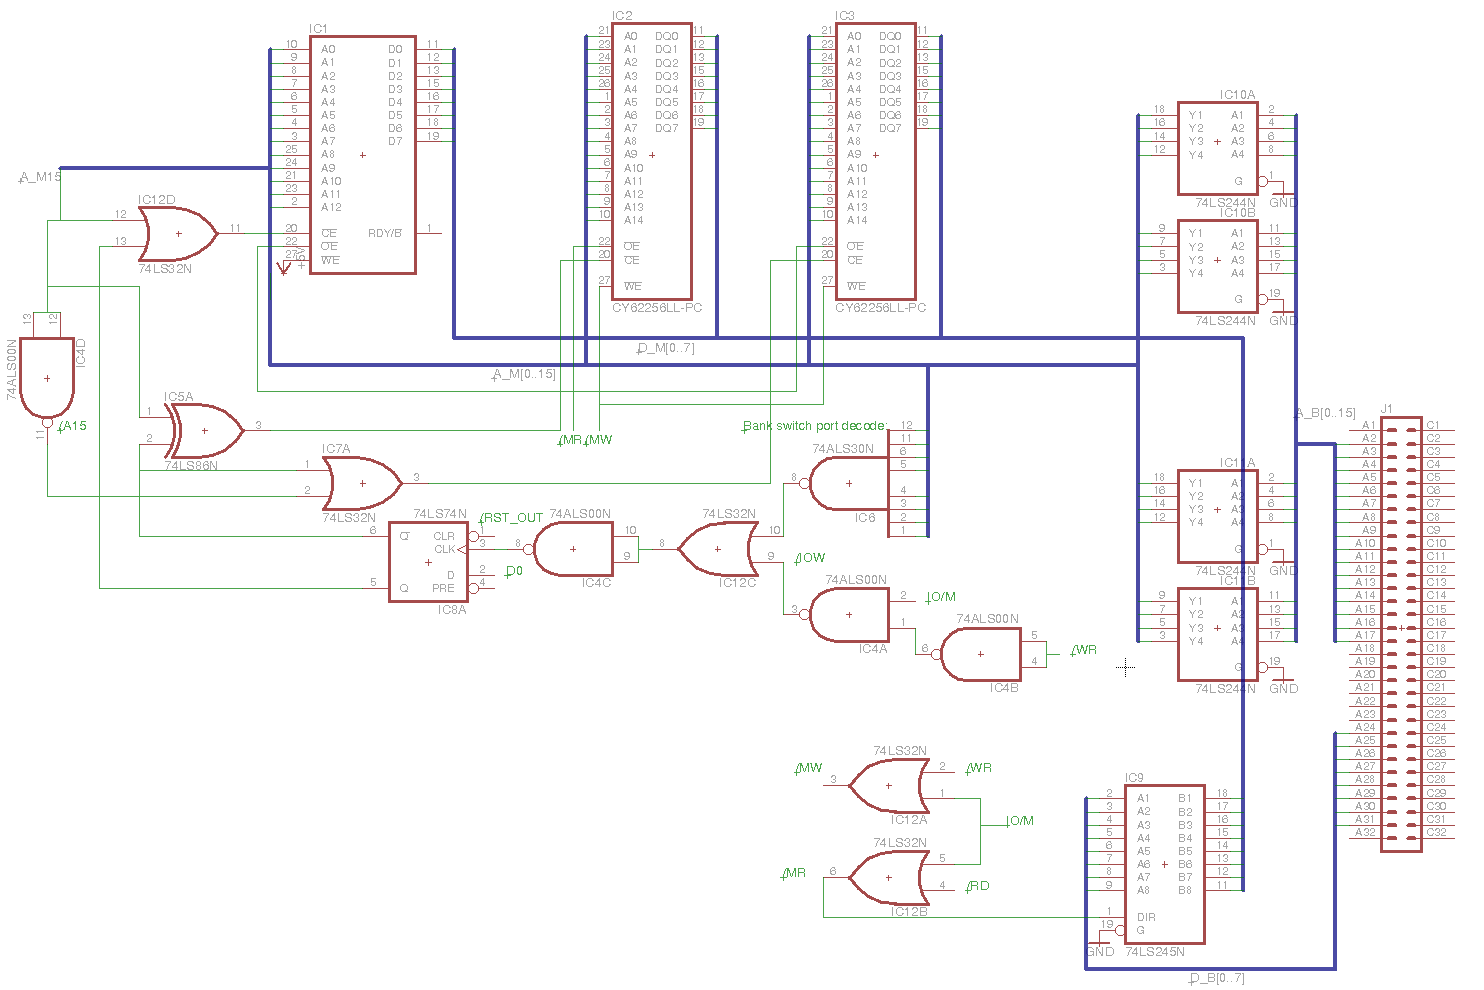 IC1
10 A0 D0 11
9 A1 D1 12
8 A2 D2 13
7 A3 D3 15
6 A4 D4 16
5 A5 D5 17
4 A6 D6 18
3 A7 D7 19
25 A8
24 A9
21 A10
23 A11
2 A12
20 CE RDY/B 1
22 OE
27 WE
+5V
IC2
21 A0 DQ0 11
23 A1 DQ1 12
24 A2 DQ2 13
25 A3 DQ3 15
26 A4 DQ4 16
1 A5 DQ5 17
2 A6 DQ6 18
3 A7 DQ7 19
4 A8
5 A9
6 A10
7 A11
8 A12
9 A13
10 A14
22 OE
20 CE
27 WE
CY62256LL-PC
IC3
21 A0 DQ0 11
23 A1 DQ1 12
24 A2 DQ2 13
25 A3 DQ3 15
26 A4 DQ4 16
1 A5 DQ5 17
2 A6 DQ6 18
3 A7 DQ7 19
4 A8
5 A9
6 A10
7 A11
8 A12
9 A13
10 A14
22 OE
20 CE
27 WE
CY62256LL-PC
IC10A
18 Y1 A1 2
16 Y2 A2 4
14 Y3 A3 6
12 Y4 A4 8
G 1
74LS244N GND
IC10B
9 Y1 A1 11
7 Y2 A2 13
5 Y3 A3 15
3 Y4 A4 17
G 19
74LS244N GND
A_M15
IC12D
12
13
11
74LS32N
13 12
74ALS00N
IC4D
11
/A15
IC5A
1
2
3
74LS86N
IC7A
1
2
3
74LS32N
D_M[0..7]
A_M[0..15]
/MR /MW
Bank switch port decode:
12
11
6
5
4
3
2
1
74ALS30N
8
IC6
74LS74N
6 Q CLR 1
CLK 3
D 2
5 Q PRE 4
IC8A
/RST_OUT
D0
74ALS00N
8 10
9
IC4C
74LS32N
8 10
9
IC12C
/IOW
74ALS00N
3 2
1
IC4A
IO/M
74ALS00N
6 5
4
IC4B
/WR
A_B[0..15]
IC11A
18 Y1 A1 2
16 Y2 A2 4
14 Y3 A3 6
12 Y4 A4 8
G 1
74LS244N GND
IC11B
9 Y1 A1 11
7 Y2 A2 13
5 Y3 A3 15
3 Y4 A4 17
G 19
74LS244N GND
J1
A1 C1
A2 C2
A3 C3
A4 C4
A5 C5
A6 C6
A7 C7
A8 C8
A9 C9
A10 C10
A11 C11
A12 C12
A13 C13
A14 C14
A15 C15
A16 C16
A17 C17
A18 C18
A19 C19
A20 C20
A21 C21
A22 C22
A23 C23
A24 C24
A25 C25
A26 C26
A27 C27
A28 C28
A29 C29
A30 C30
A31 C31
A32 C32
74LS32N
/MW 3 2 /WR
1
IC12A
IO/M
74LS32N
/MR 6 5
4 /RD
IC12B
IC9
2 A1 B1 18
3 A2 B2 17
4 A3 B3 16
5 A4 B4 15
6 A5 B5 14
7 A6 B6 13
8 A7 B7 12
9 A8 B8 11
1 DIR
19 G
GND 74LS245N
D_B[0..7]